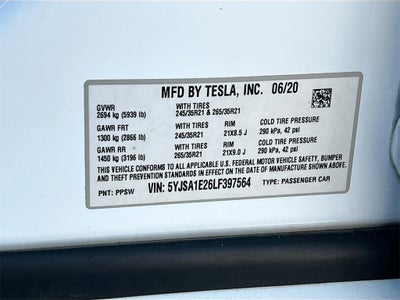 MFD BY TESLA, INC. 06/20
GVWR WITH TIRES
2694 kg (5939 lb) 245/35R21 & 265/35R21
GAWR FRT WITH TIRES RIM COLD TIRE PRESSURE
1300 kg (2866 lb) 245/35R21 21X8.5 J 290 kPa, 42 psi
GAWR RR WITH TIRES RIM COLD TIRE PRESSURE
1450 kg (3196 lb) 265/35R21 21X9.0 J 290 kPa, 42 psi
THIS VEHICLE CONFORMS TO ALL APPLICABLE U.S. FEDERAL MOTOR VEHICLE SAFETY, BUMPER
AND THEFT PREVENTION STANDARDS IN EFFECT ON THE DATE OF MANUFACTURE SHOWN ABOVE.
PNT: PPSW VIN: 5YJSA1E26LF397564 TYPE: PASSENGER CAR